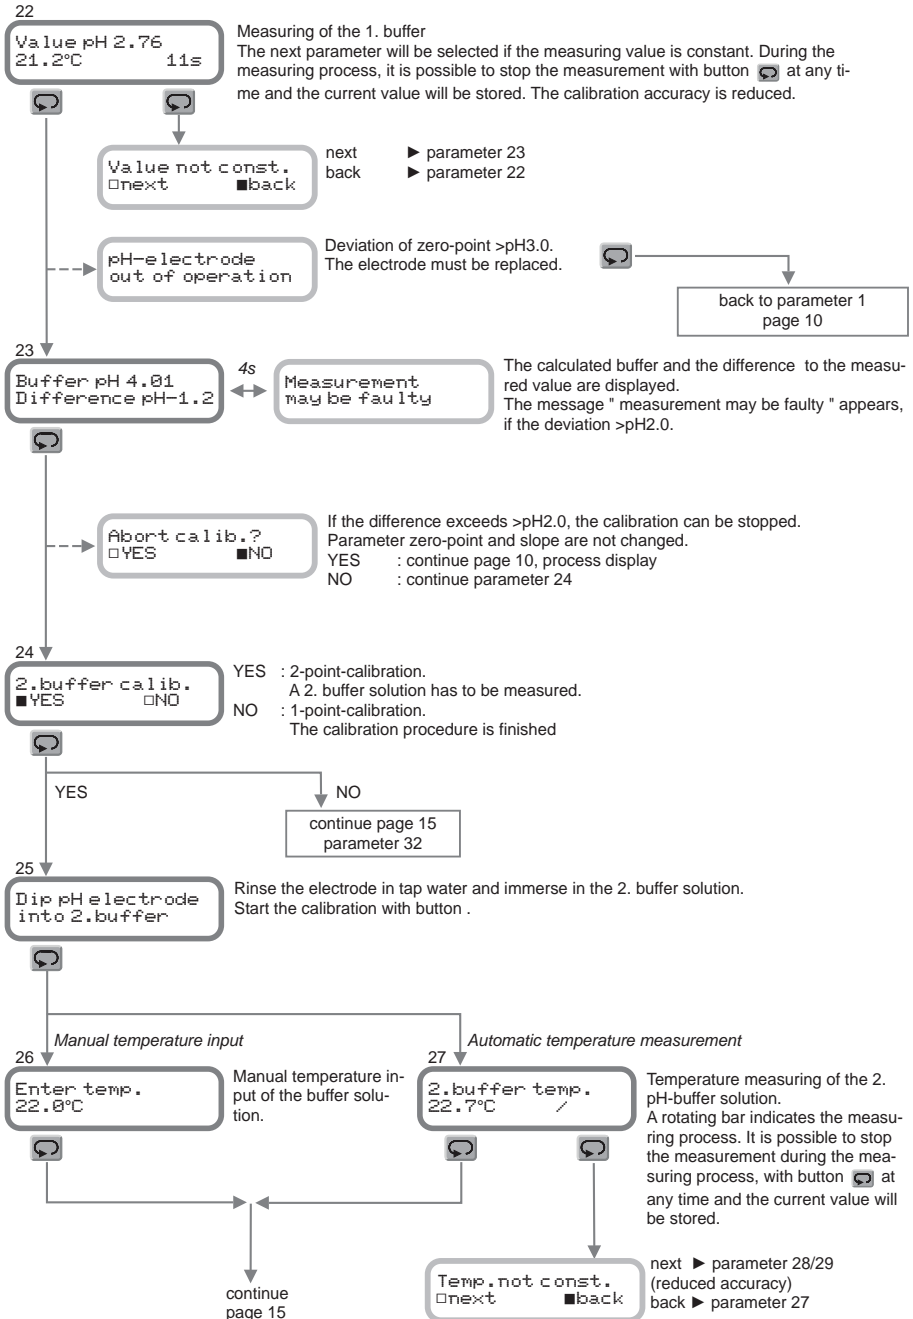 22
Value pH 2.76
21.2°C 11s
Measuring of the 1. buffer
The next parameter will be selected if the measuring value is constant. During the
measuring process, it is possible to stop the measurement with button at any ti-
me and the current value will be stored. The calibration accuracy is reduced.
Value not const.
□next ■back
next ► parameter 23
back ► parameter 22
pH-electrode
out of operation
Deviation of zero-point >pH3.0.
The electrode must be replaced.
back to parameter 1
page 10
23
Buffer pH 4.01
Difference pH-1.2
4s
Measurement
may be faulty
The calculated buffer and the difference to the measu-
red value are displayed.
The message " measurement may be faulty " appears,
if the deviation >pH2.0.
Abort calib.?
□YES ■NO
If the difference exceeds >pH2.0, the calibration can be stopped.
Parameter zero-point and slope are not changed.
YES : continue page 10, process display
NO : continue parameter 24
24
2.buffer calib.
■YES □NO
YES : 2-point-calibration.
A 2. buffer solution has to be measured.
NO : 1-point-calibration.
The calibration procedure is finished
YES
NO
continue page 15
parameter 32
25
Dip pH electrode
into 2.buffer
Rinse the electrode in tap water and immerse in the 2. buffer solution.
Start the calibration with button .
Manual temperature input
26
Enter temp.
22.0°C
Manual temperature in-
put of the buffer solu-
tion.
Automatic temperature measurement
27
2.buffer temp.
22.7°C /
Temperature measuring of the 2.
pH-buffer solution.
A rotating bar indicates the measu-
ring process. It is possible to stop
the measurement during the mea-
suring process, with button at
any time and the current value will
be stored.
continue
page 15
Temp.not const.
□next ■back
next ► parameter 28/29
(reduced accuracy)
back ► parameter 27